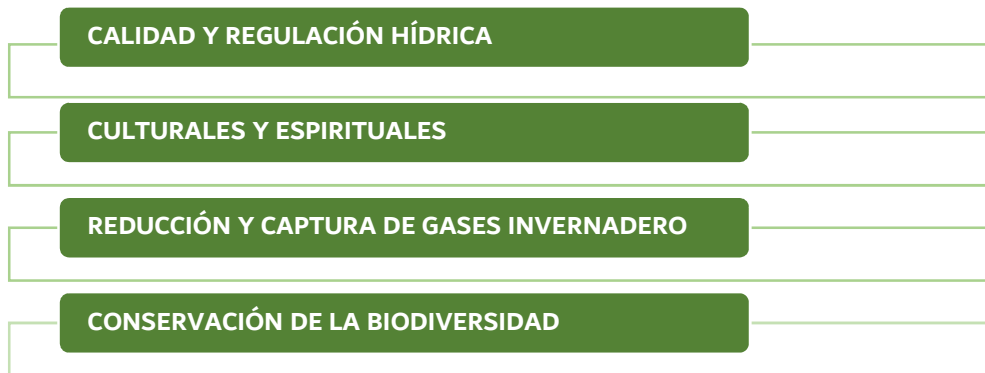 CALIDAD Y REGULACIÓN HÍDRICA
CULTURALES Y ESPIRITUALES
REDUCCIÓN Y CAPTURA DE GASES INVERNADERO
CONSERVACIÓN DE LA BIODIVERSIDAD